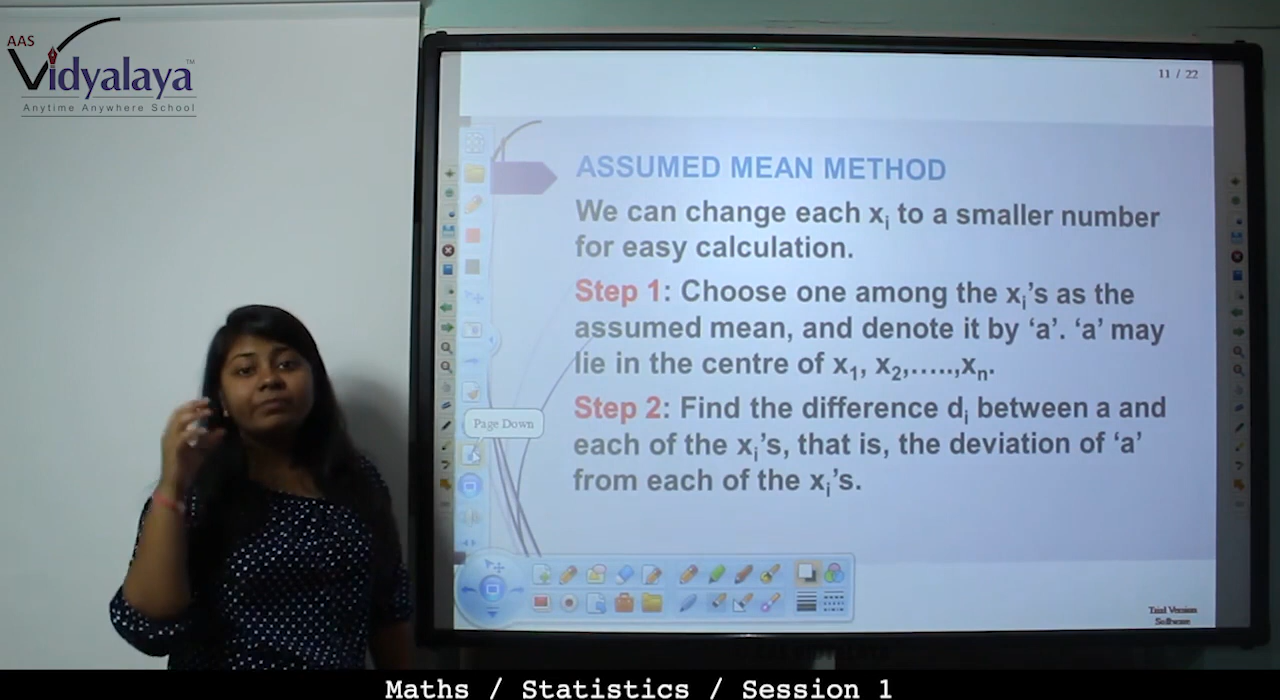 AAS
Vidyalaya™
Anytime Anywhere School
11 / 22
ASSUMED MEAN METHOD
We can change each xi to a smaller number
for easy calculation.
Step 1: Choose one among the xi's as the
assumed mean, and denote it by ‘a’. ‘a’ may
lie in the centre of x1, x2,.....,xn.
Step 2: Find the difference di between a and
each of the xi's, that is, the deviation of ‘a’
from each of the xi's.
Page Down
Trial Version
Software
Maths / Statistics / Session 1